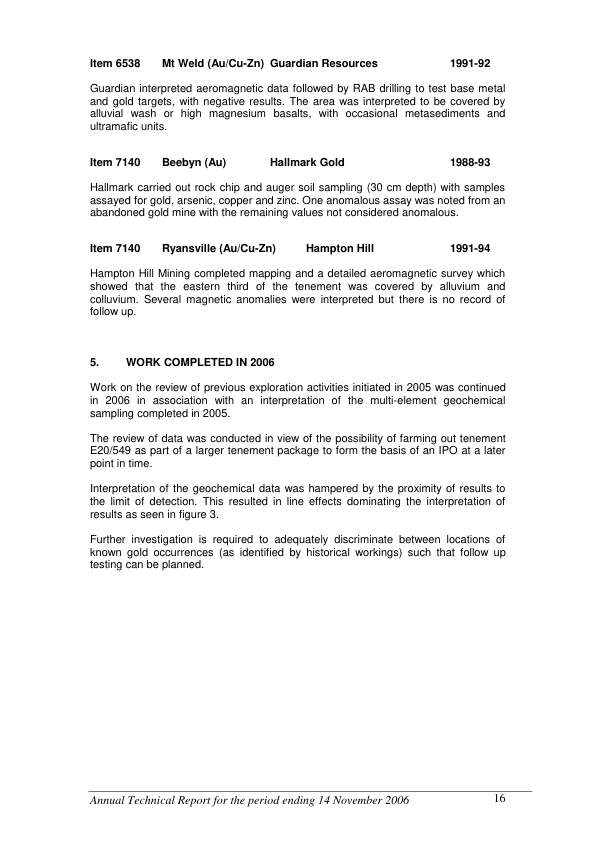 Item 6538 Mt Weld (Au/Cu-Zn) Guardian Resources 1991-92
Guardian interpreted aeromagnetic data followed by RAB drilling to test base metal
and gold targets, with negative results. The area was interpreted to be covered by
alluvial wash or high magnesium basalts, with occasional metasediments and
ultramafic units.
Item 7140 Beebyn (Au) Hallmark Gold 1988-93
Hallmark carried out rock chip and auger soil sampling (30 cm depth) with samples
assayed for gold, arsenic, copper and zinc. One anomalous assay was noted from an
abandoned gold mine with the remaining values not considered anomalous.
Item 7140 Ryansville (Au/Cu-Zn) Hampton Hill 1991-94
Hampton Hill Mining completed mapping and a detailed aeromagnetic survey which
showed that the eastern third of the tenement was covered by alluvium and
colluvium. Several magnetic anomalies were interpreted but there is no record of
follow up.
5. WORK COMPLETED IN 2006
Work on the review of previous exploration activities initiated in 2005 was continued
in 2006 in association with an interpretation of the multi-element geochemical
sampling completed in 2005.
The review of data was conducted in view of the possibility of farming out tenement
E20/549 as part of a larger tenement package to form the basis of an IPO at a later
point in time.
Interpretation of the geochemical data was hampered by the proximity of results to
the limit of detection. This resulted in line effects dominating the interpretation of
results as seen in figure 3.
Further investigation is required to adequately discriminate between locations of
known gold occurrences (as identified by historical workings) such that follow up
testing can be planned.
Annual Technical Report for the period ending 14 November 2006 16